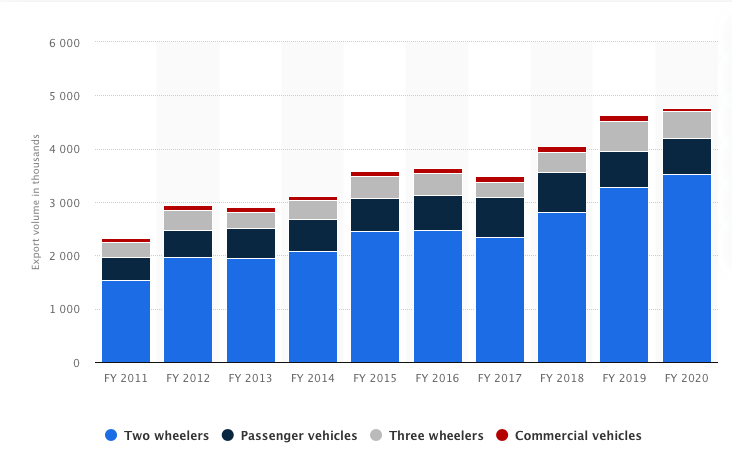 6 000
5 000
4 000
3 000
2 000
1 000
0
Export volume in thousands
FY 2011 FY 2012 FY 2013 FY 2014 FY 2015 FY 2016 FY 2017 FY 2018 FY 2019 FY 2020
Two wheelers Passenger vehicles Three wheelers Commercial vehicles